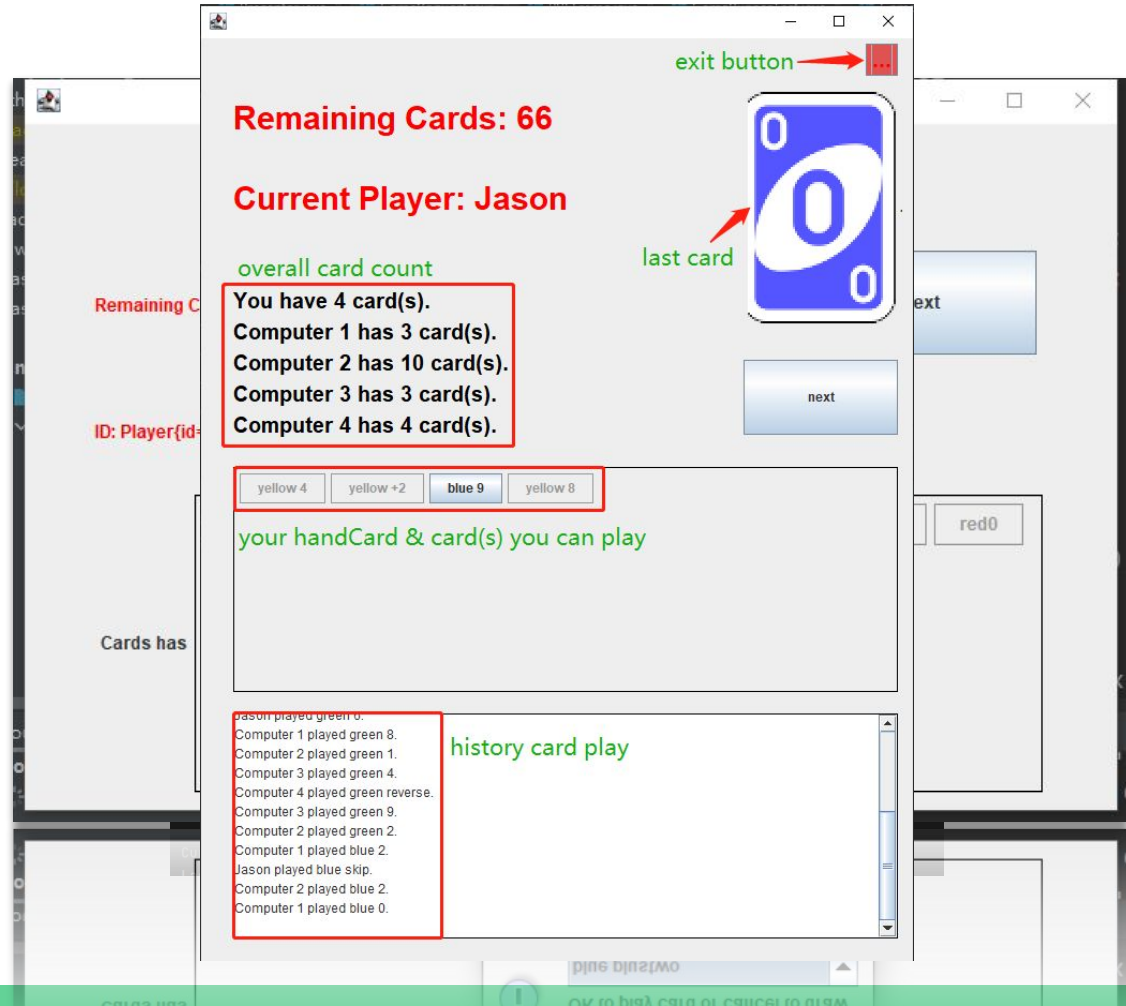 exit button
...
Remaining Cards: 66
0
0
0
Current Player: Jason
last card
overall card count
You have 4 card(s).
Computer 1 has 3 card(s).
Computer 2 has 10 card(s).
Computer 3 has 3 card(s).
Computer 4 has 4 card(s).
next
yellow 4 yellow +2 blue 9 yellow 8
your handCard & card(s) you can play
Jason played green 0.
Computer 1 played green 8.
Computer 2 played green 1.
Computer 3 played green 4.
Computer 4 played green reverse.
Computer 3 played green 9.
Computer 2 played green 2.
Computer 1 played blue 2.
Jason played blue skip.
Computer 2 played blue 2.
Computer 1 played blue 0.
history card play
Remaining C
ext
ID: Player{id=
red0
Cards has
blue plustwo
OK to play card or cancel to draw
Cards has